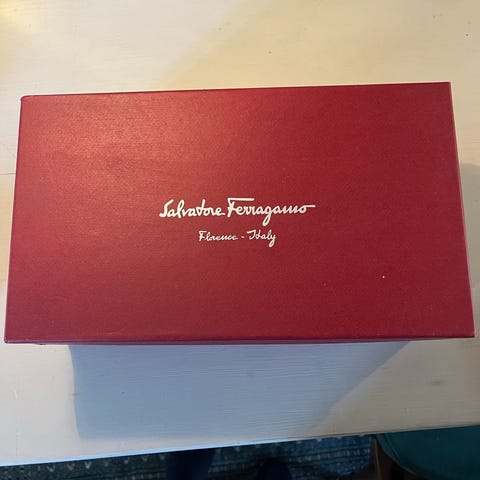 Salvatore Ferragamo
Florence - Italy